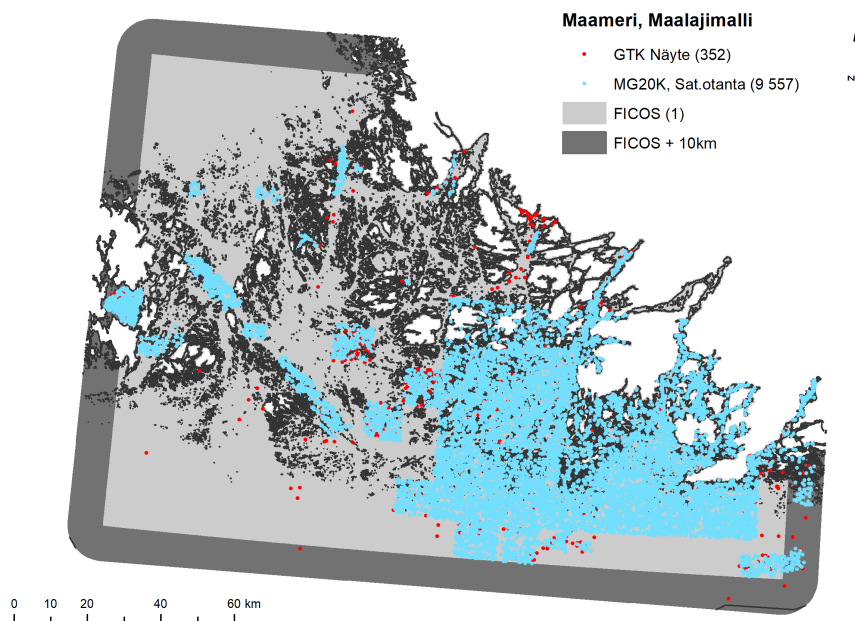 Maameri, Maalajimalli
GTK Näyte (352)
MG20K, Sat.otanta (9 557)
FICOS (1)
FICOS + 10km
z
0 10 20 40 60 km